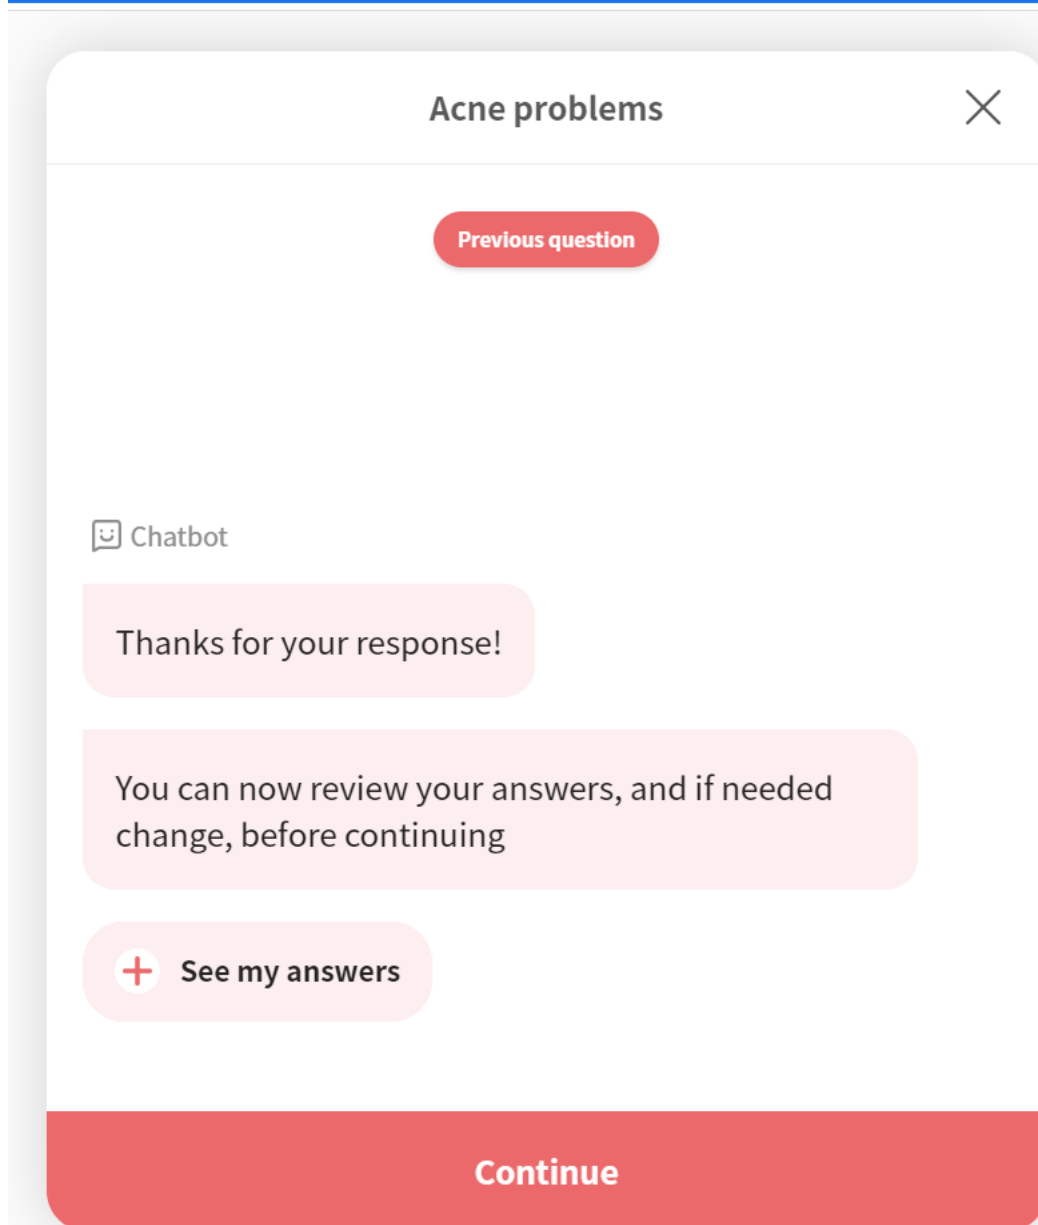 Acne problems
Previous question
Chatbot
Thanks for your response!
You can now review your answers, and if needed
change, before continuing
See my answers
Continue